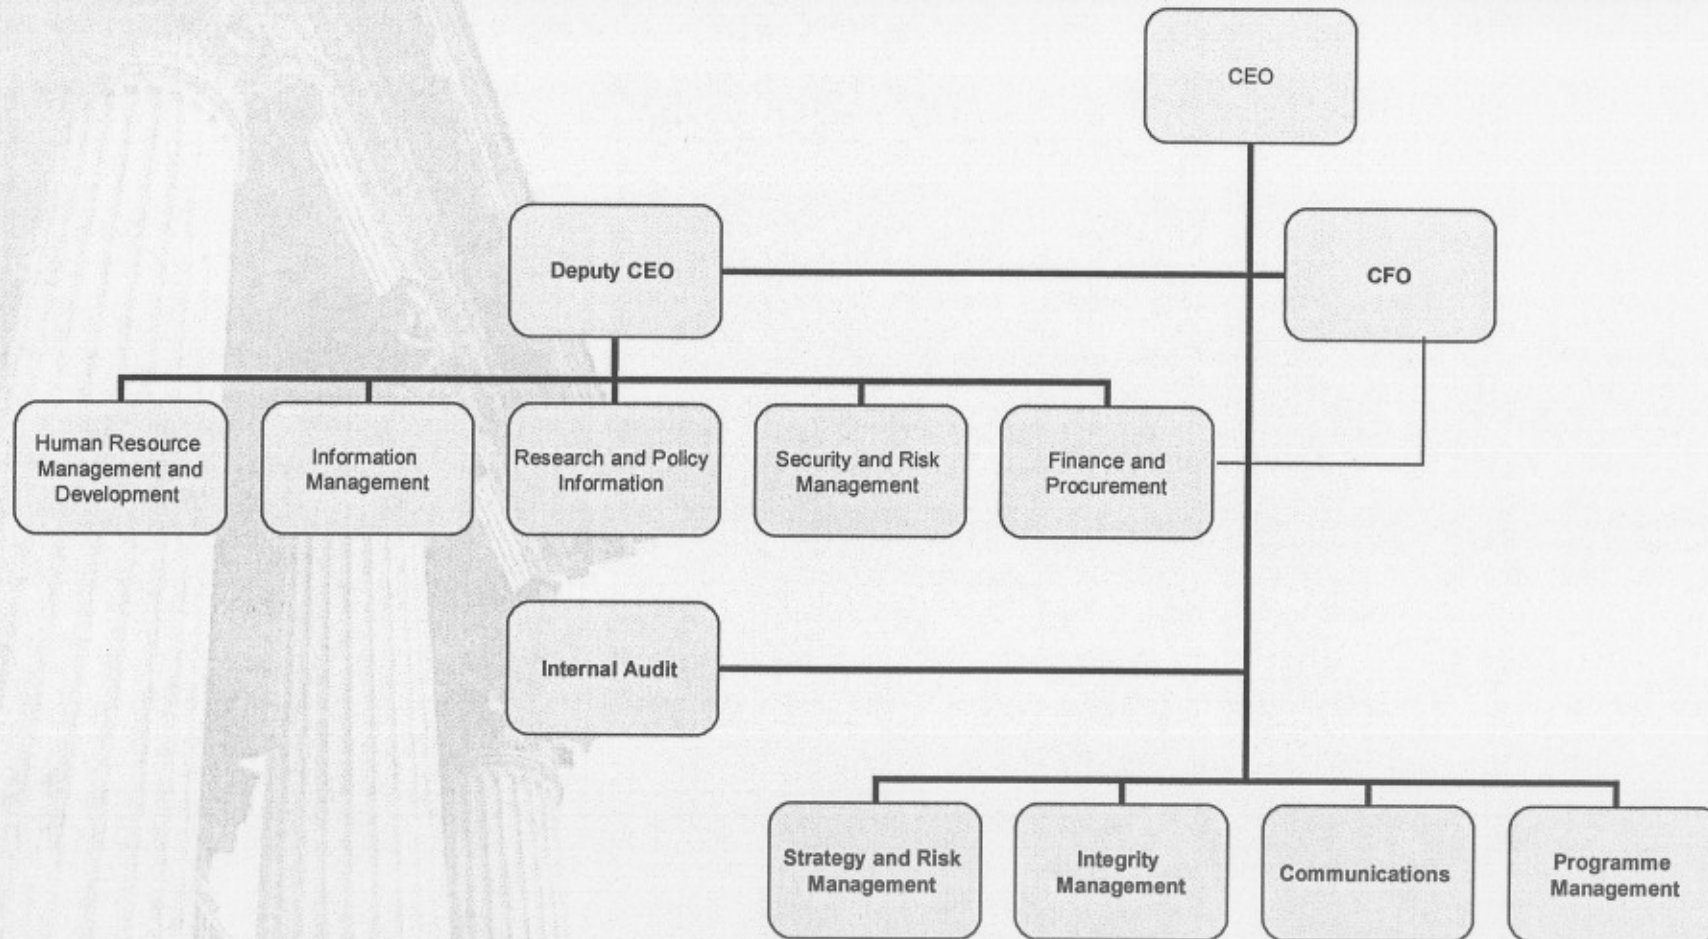 CEO
Deputy CEO
CFO
Human Resource
Management and
Development
Information
Management
Research and Policy
Information
Security and Risk
Management
Finance and
Procurement
Internal Audit
Strategy and Risk
Management
Integrity
Management
Communications
Programme
Management